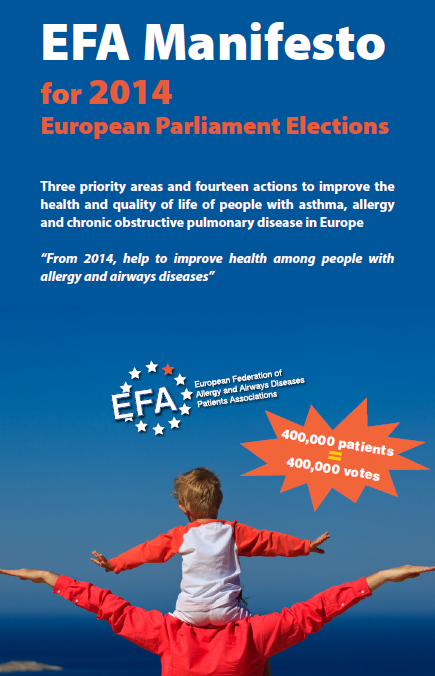 EFA Manifesto
for 2014
European Parliament Elections
Three priority areas and fourteen actions to improve the
health and quality of life of people with asthma, allergy
and chronic obstructive pulmonary disease in Europe
“From 2014, help to improve health among people with
allergy and airways diseases”
EFA
European Federation of
Allergy and Airways Diseases
Patients Associations
400,000 patients
=
400,000 votes